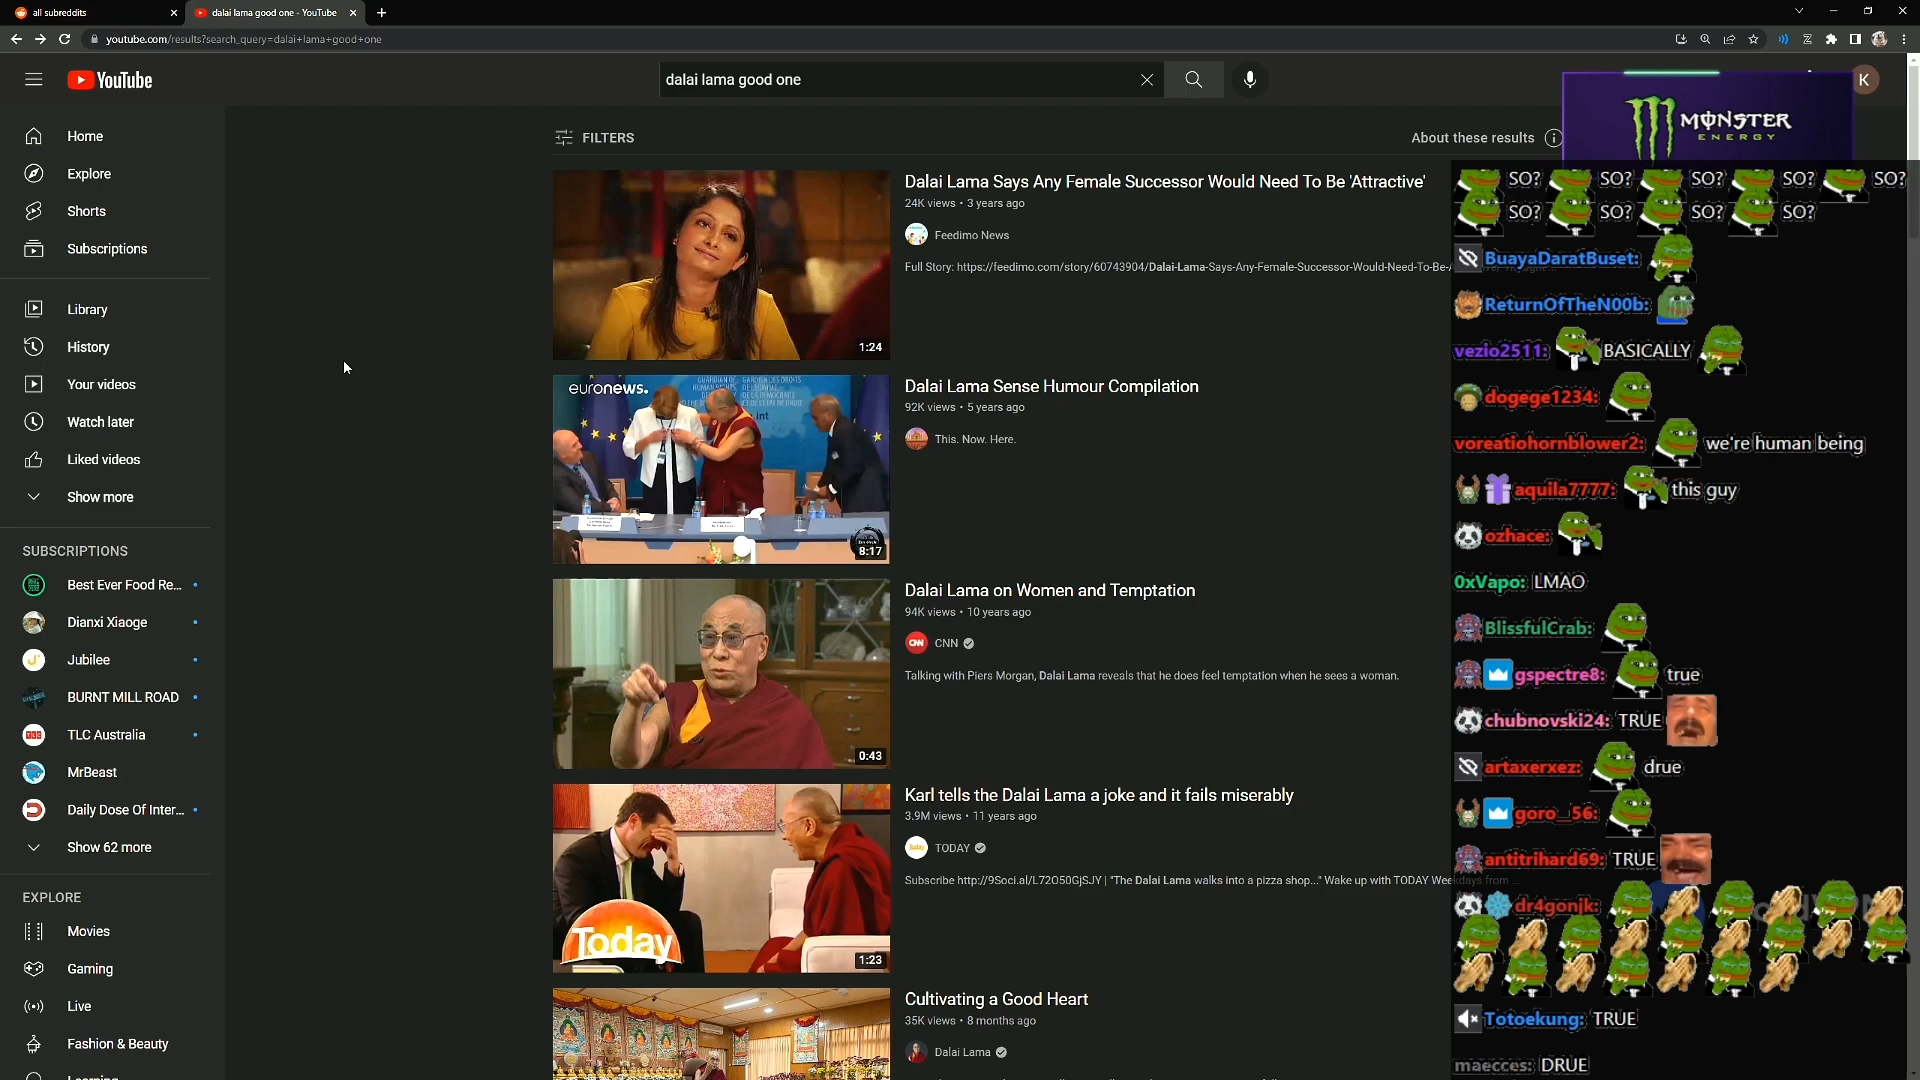 all subreddits
dalai lama good one - YouTube
youtube.com/results?search_query=dalai+lama+good+one
YouTube
dalai lama good one
K
Home
Explore
Shorts
Subscriptions
Library
History
Your videos
Watch later
Liked videos
Show more
SUBSCRIPTIONS
Best Ever Food Re...
Dianxi Xiaoge
Jubilee
BURNT MILL ROAD
TLC Australia
MrBeast
Daily Dose Of Inter...
Show 62 more
EXPLORE
Movies
Gaming
Live
Fashion & Beauty
FILTERS
About these results
1:24
Dalai Lama Says Any Female Successor Would Need To Be 'Attractive'
24K views • 3 years ago
Feedimo News
Full Story: https://feedimo.com/story/60743904/Dalai-Lama-Says-Any-Female-Successor-Would-Need-To-Be-
euronews.
8:17
Dalai Lama Sense Humour Compilation
92K views • 5 years ago
This. Now. Here.
0:43
Dalai Lama on Women and Temptation
94K views • 10 years ago
CNN
Talking with Piers Morgan, Dalai Lama reveals that he does feel temptation when he sees a woman.
Today
1:23
Karl tells the Dalai Lama a joke and it fails miserably
3.9M views • 11 years ago
TODAY
Subscribe http://9Soci.al/L72050GjSJY | "The Dalai Lama walks into a pizza shop..." Wake up with TODAY Weekdays from ...
Cultivating a Good Heart
35K views • 8 months ago
Dalai Lama
MONSTER
ENERGY
SO? SO? SO? SO? SO?
SO? SO? SO? SO?
BuayaDaratBuset:
ReturnOfTheN00b:
vezio2511: BASICALLY
dogege1234:
voreatiohornblower2: we're human being
aquila7777: this guy
ozhace:
0xVapo: LMAO
BlissfulCrab:
gspectre8: true
chubnovski24: TRUE
artaxerxez: drue
goro__56:
antitrihard69: TRUE
dr4gonjk:
Totoekung: TRUE
maecces: DRUE